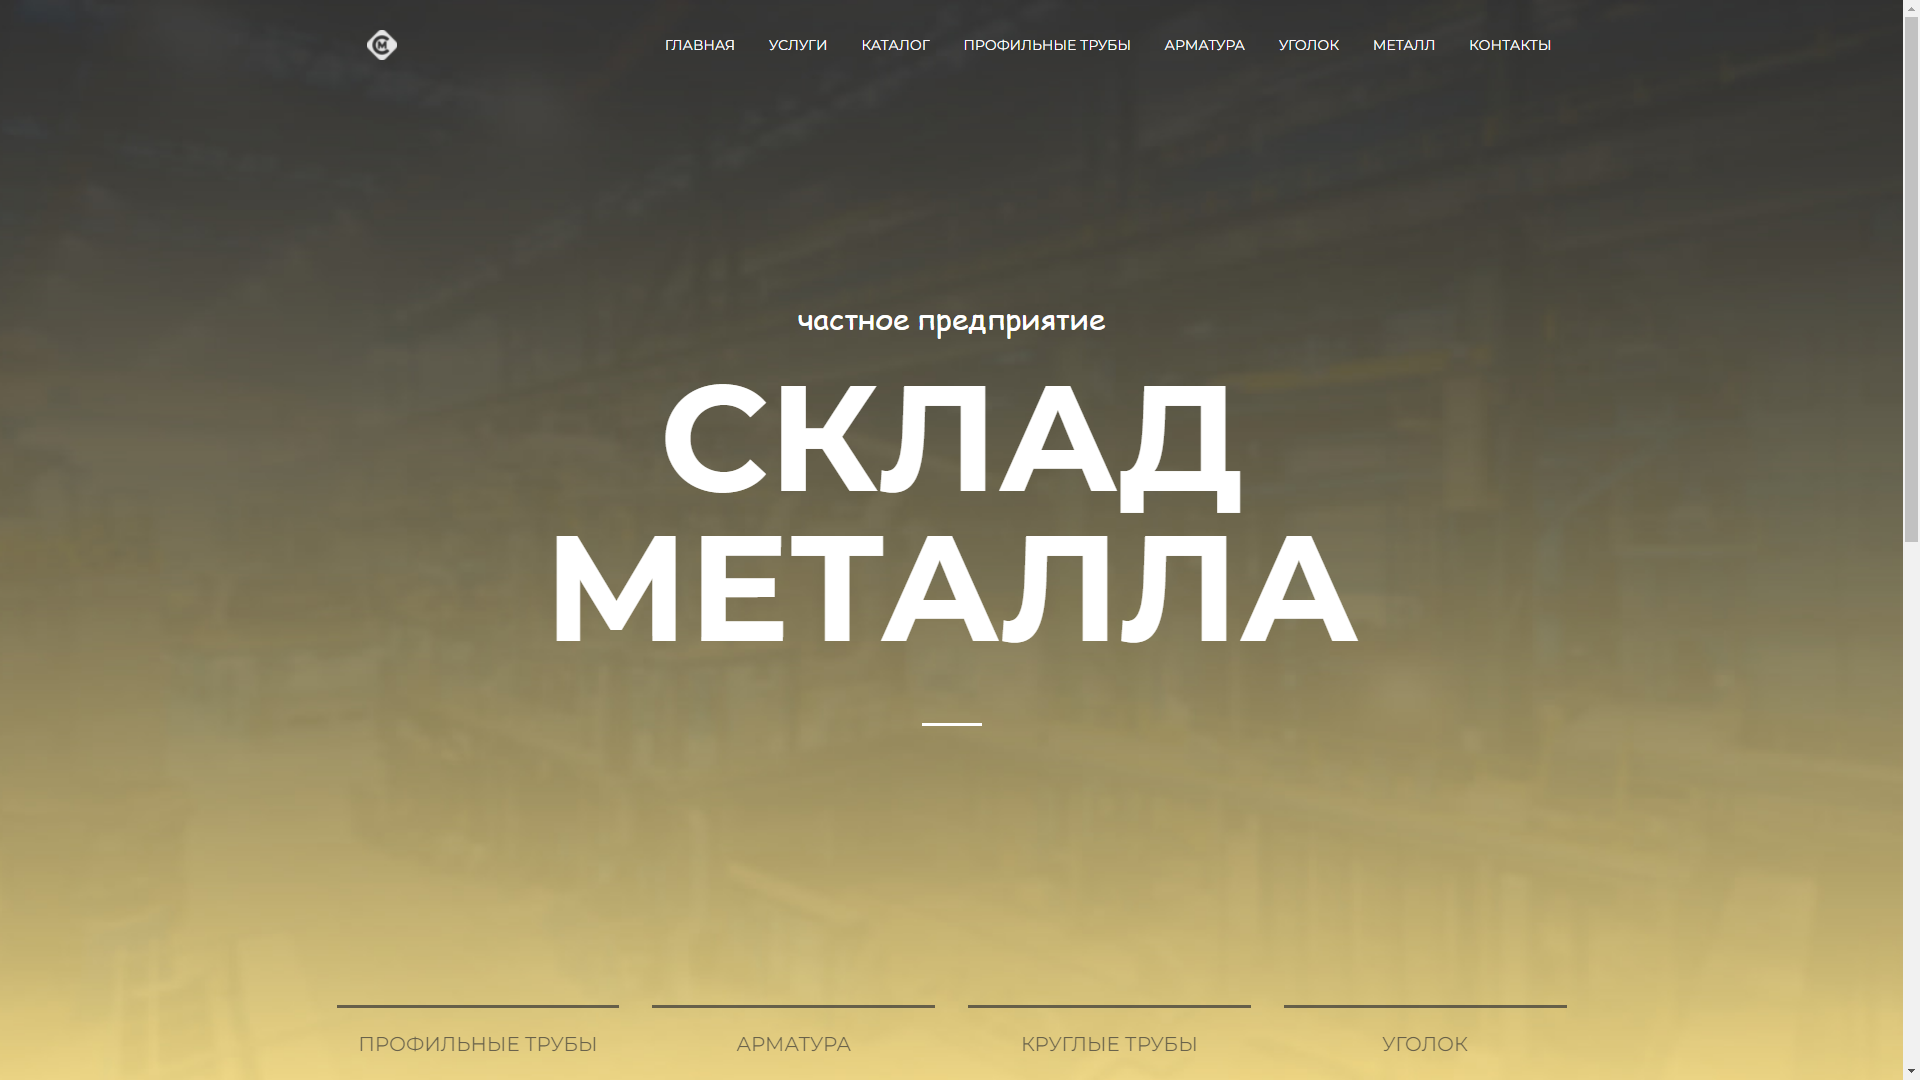 ГЛАВНАЯ УСЛУГИ КАТАЛОГ ПРОФИЛЬНЫЕ ТРУБЫ АРМАТУРА УГОЛОК МЕТАЛЛ КОНТАКТЫ
частное предприятие
СКЛАД
МЕТАЛЛА
ПРОФИЛЬНЫЕ ТРУБЫ АРМАТУРА КРУГЛЫЕ ТРУБЫ УГОЛОК